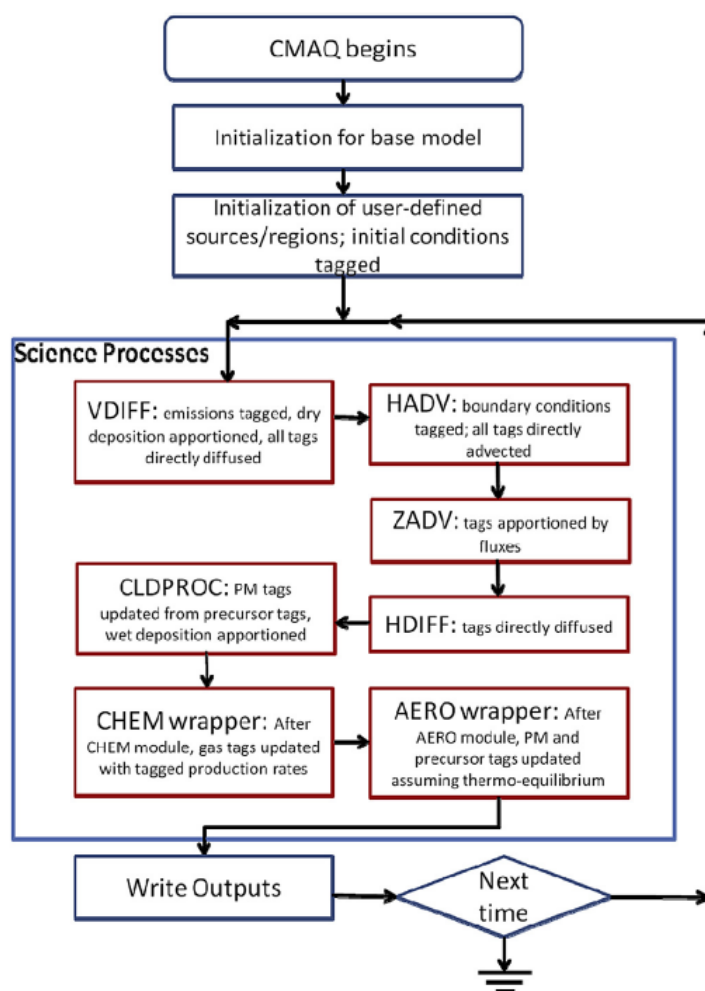 CMAQ begins
Initialization for base model
Initialization of user-defined
sources/regions; initial conditions
tagged
Science Processes
VDIFF: emissions tagged, dry
deposition apportioned, all tags
directly diffused
HADV: boundary conditions
tagged; all tags directly
advected
ZADV: tags apportioned by
fluxes
CLDPROC: PM tags
updated from precursor tags,
wet deposition apportioned
HDIFF: tags directly diffused
CHEM wrapper: After
CHEM module, gas tags updated
with tagged production rates
AERO wrapper: After
AERO module, PM and
precursor tags updated
assuming thermo-equilibrium
Write Outputs
Next
time